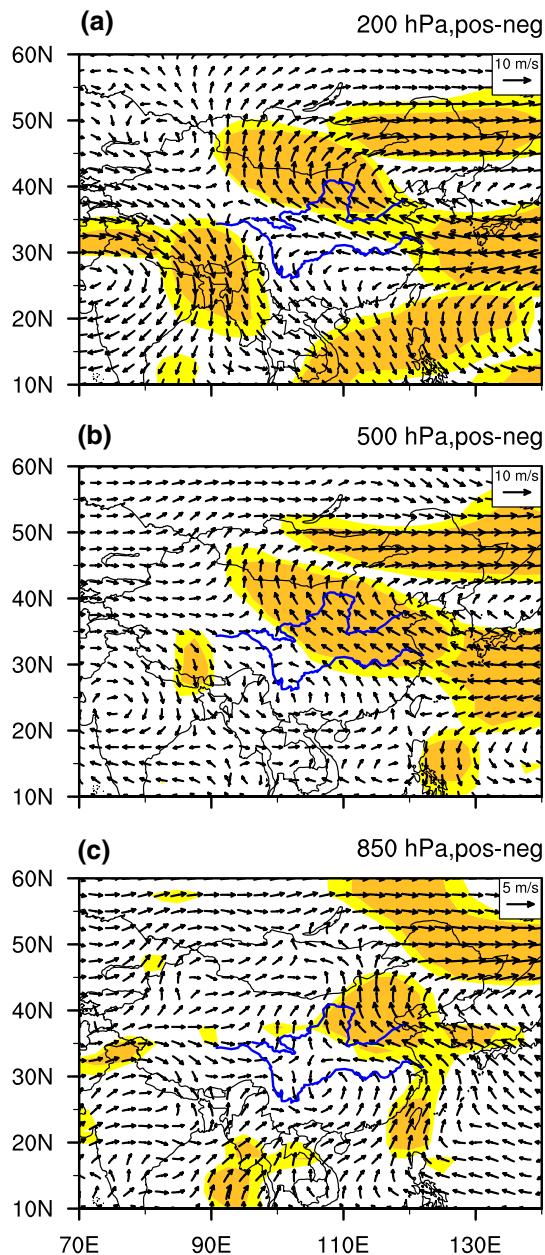 (a) 200 hPa,pos-neg
60N
10 m/s
50N
40N
30N
20N
10N
(b) 500 hPa,pos-neg
60N
10 m/s
50N
40N
30N
20N
10N
(c) 850 hPa,pos-neg
60N
5 m/s
50N
40N
30N
20N
10N
70E 90E 110E 130E